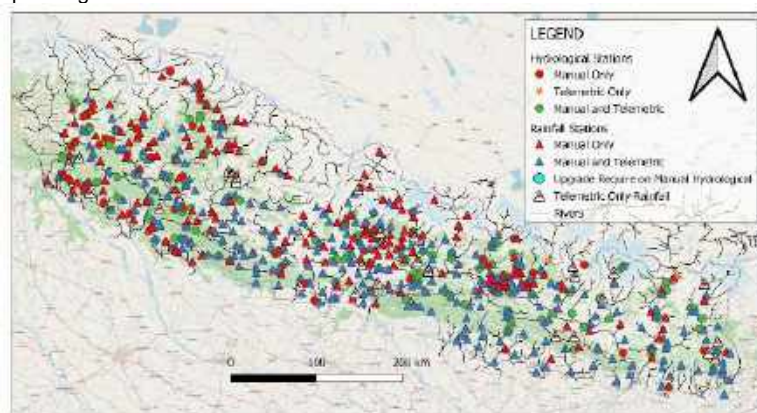 LEGEND
Hydrological Stations
Manual Only
Telemetric Only
Manual and Telemetric
Rainfall Stations
Manual Only
Manual and Telemetric
Upgrade Require on Manual Hydrological
Telemetric Only-Rainfall
Rivers
0 100 200 km